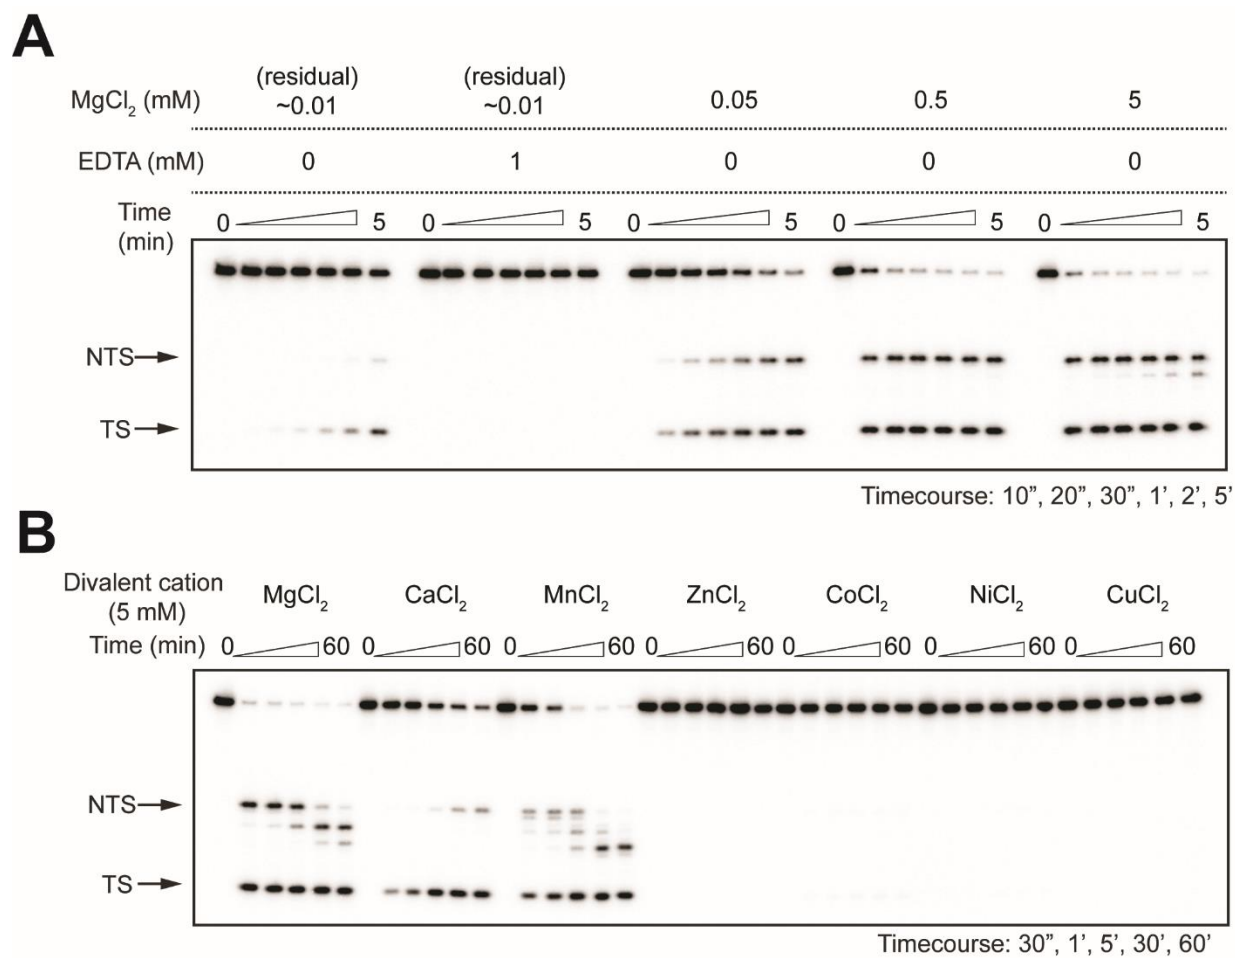 A
(residual) (residual)
MgCl2 (mM) ~0.01 ~0.01 0.05 0.5 5
EDTA (mM) 0 1 0 0 0
Time (min) 0 5 0 5 0 5 0 5 0 5
NTS
TS
Timecourse: 10”, 20”, 30”, 1’, 2’, 5’
B
Divalent cation (5 mM) MgCl2 CaCl2 MnCl2 ZnCl2 CoCl2 NiCl2 CuCl2
Time (min) 0 60 0 60 0 60 0 60 0 60 0 60 0 60
NTS
TS
Timecourse: 30”, 1’, 5’, 30’, 60’